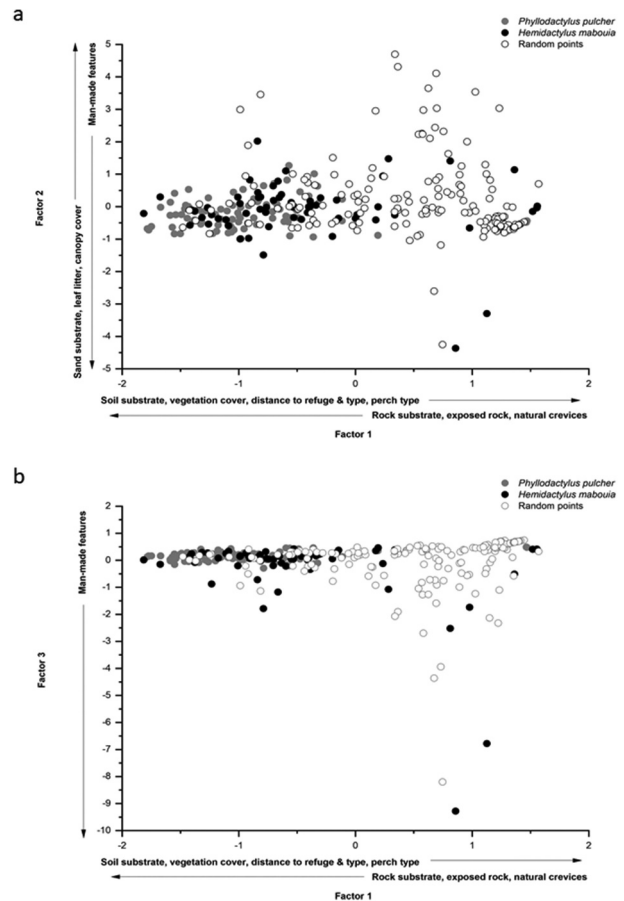 a
Phyllodactylus pulcher
Hemidactylus mabouia
Random points
5
4
3
2
1
0
-1
-2
-3
-4
-5
Factor 2
Sand substrate, leaf litter, canopy cover
Man-made features
-2
-1
0
1
2
Soil substrate, vegetation cover, distance to refuge & type, perch type
Rock substrate, exposed rock, natural crevices
Factor 1
b
Phyllodactylus pulcher
Hemidactylus mabouia
Random points
2
1
0
-1
-2
-3
-4
-5
-6
-7
-8
-9
-10
Factor 3
Man-made features
-2
-1
0
1
2
Soil substrate, vegetation cover, distance to refuge & type, perch type
Rock substrate, exposed rock, natural crevices
Factor 1